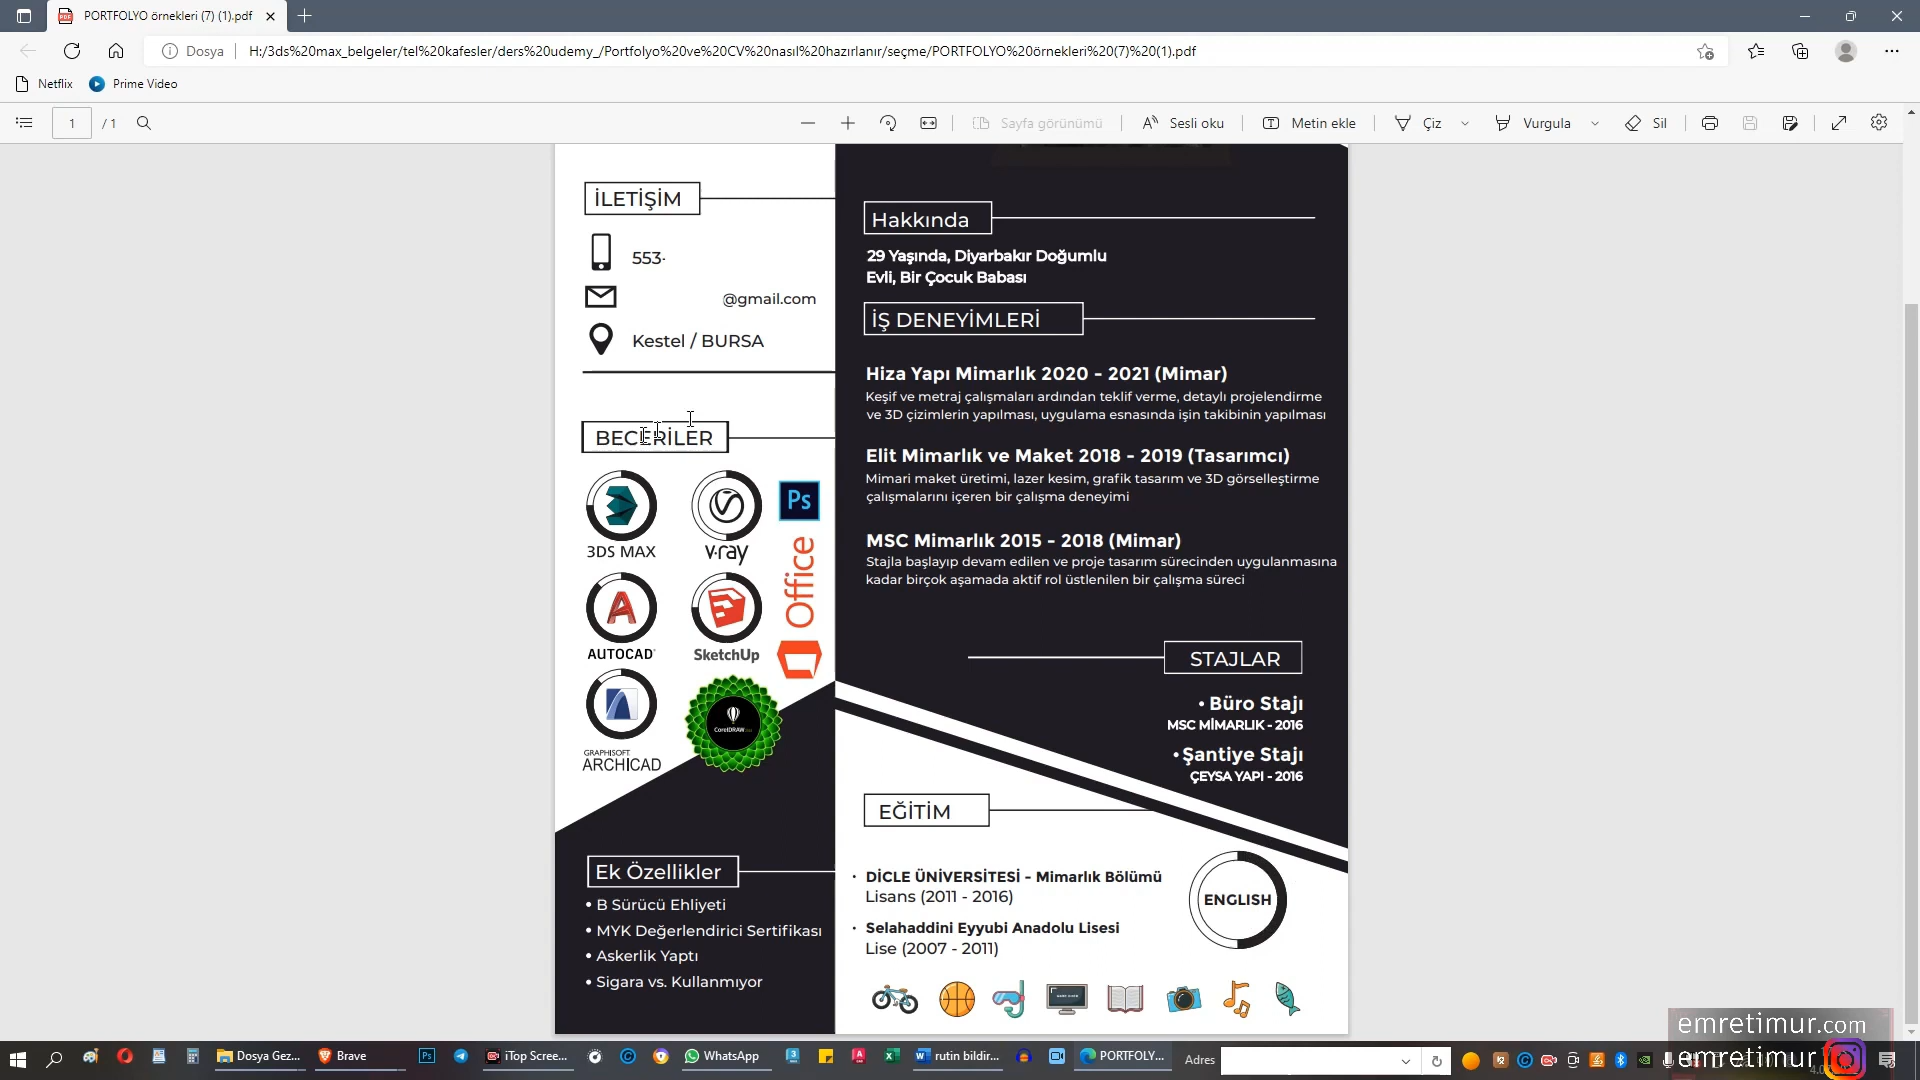 PORTFOLYO örnekleri (7) (1).pdf
Dosya
H:/3ds%20max_belgeler/tel%20kafesler/ders%20udemy_/Portfolyo%20ve%20CV%20nasıl%20hazırlanır/seçme/PORTFOLYO%20örnekleri%20(7)%20(1).pdf
Netflix
Prime Video
1 / 1
Sayfa görünümü
Sesli oku
Metin ekle
Çiz
Vurgula
Sil
İLETİŞİM
553-
@gmail.com
Kestel / BURSA
BECERİLER
3DS MAX
v·ray
Ps
Office
AUTOCAD
SketchUp
GRAPHISOFT
ARCHICAD
CorelDRAW
Ek Özellikler
• B Sürücü Ehliyeti
• MYK Değerlendirici Sertifikası
• Askerlik Yaptı
• Sigara vs. Kullanmıyor
Hakkında
29 Yaşında, Diyarbakır Doğumlu
Evli, Bir Çocuk Babası
İŞ DENEYİMLERİ
Hiza Yapı Mimarlık 2020 - 2021 (Mimar)
Keşif ve metraj çalışmaları ardından teklif verme, detaylı projelendirme
ve 3D çizimlerin yapılması, uygulama esnasında işin takibinin yapılması
Elit Mimarlık ve Maket 2018 - 2019 (Tasarımcı)
Mimari maket üretimi, lazer kesim, grafik tasarım ve 3D görselleştirme
çalışmalarını içeren bir çalışma deneyimi
MSC Mimarlık 2015 - 2018 (Mimar)
Stajla başlayıp devam edilen ve proje tasarım sürecinden uygulanmasına
kadar birçok aşamada aktif rol üstlenilen bir çalışma süreci
STAJLAR
• Büro Stajı
MSC MİMARLIK - 2016
• Şantiye Stajı
ÇEYSA YAPI - 2016
EĞİTİM
• DİCLE ÜNİVERSİTESİ - Mimarlık Bölümü
Lisans (2011 - 2016)
• Selahaddini Eyyubi Anadolu Lisesi
Lise (2007 - 2011)
ENGLISH
emretimur.com
emretimur
Dosya Gez...
Brave
Ps
iTop Scree...
WhatsApp
rutin bildir...
PORTFOLY...
Adres